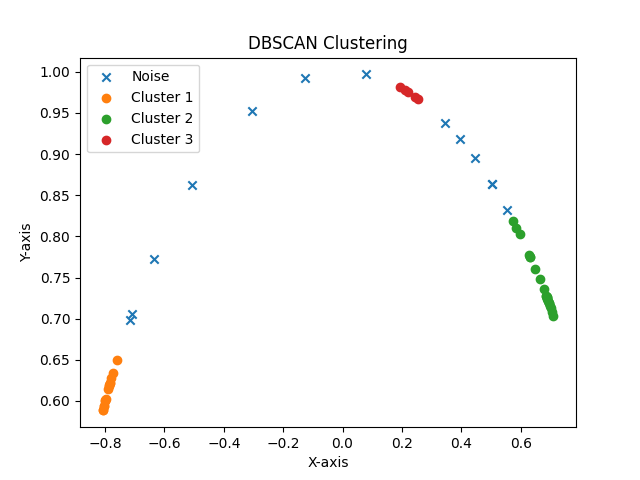 DBSCAN Clustering
Noise
Cluster 1
Cluster 2
Cluster 3
1.00
0.95
0.90
0.85
0.80
0.75
0.70
0.65
0.60
Y-axis
−0.8 −0.6 −0.4 −0.2 0.0 0.2 0.4 0.6
X-axis